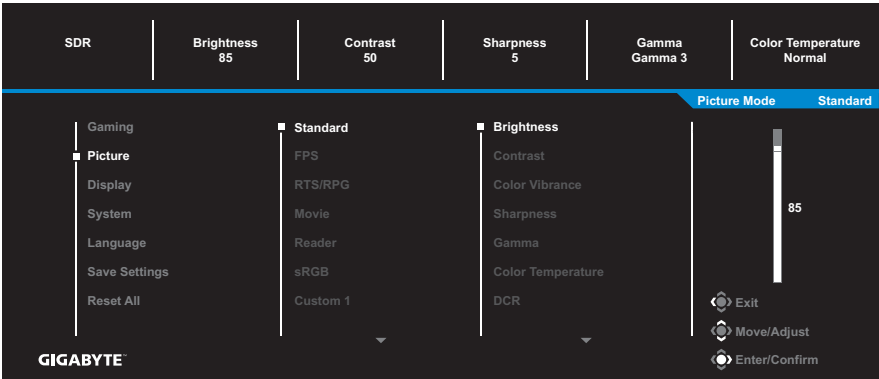 SDR
Brightness
85
Contrast
50
Sharpness
5
Gamma
Gamma 3
Color Temperature
Normal
Picture Mode Standard
Gaming
Picture
Display
System
Language
Save Settings
Reset All
Standard
FPS
RTS/RPG
Movie
Reader
sRGB
Custom 1
Brightness
Contrast
Color Vibrance
Sharpness
Gamma
Color Temperature
DCR
85
Exit
Move/Adjust
Enter/Confirm
GIGABYTE™